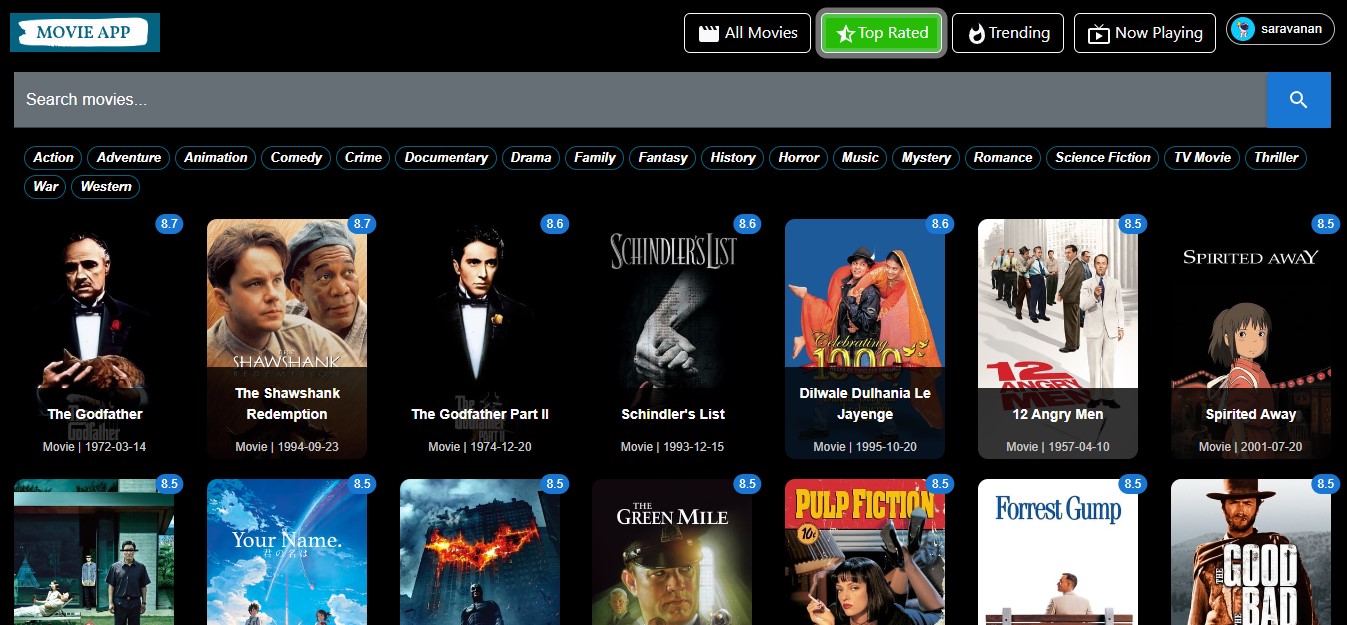 MOVIE APP
All Movies
Top Rated
Trending
Now Playing
saravanan
Search movies...
Action Adventure Animation Comedy Crime Documentary Drama Family Fantasy History Horror Music Mystery Romance Science Fiction TV Movie Thriller
War Western
8.7
The Godfather
Godfather
Movie | 1972-03-14
8.7
SHAWSHANK
The Shawshank
Redemption
Movie | 1994-09-23
8.6
The Godfather Part II
The
Godfather
PART II
Movie | 1974-12-20
8.6
SCHINDLER'S LIST
Schindler's List
Movie | 1993-12-15
8.6
Celebrating
1000
Dilwale Dulhania Le
Jayenge
Movie | 1995-10-20
8.5
12
ANGRY
MEN
12 Angry Men
Movie | 1957-04-10
8.5
SPIRITED AWAY
Spirited Away
Movie | 2001-07-20
8.5
8.5
Your Name.
君の名は
8.5
8.5
THE
GREEN MILE
8.5
PULP FICTION
10¢
8.5
Forrest Gump
8.5
THE
GOOD
THE
BAD